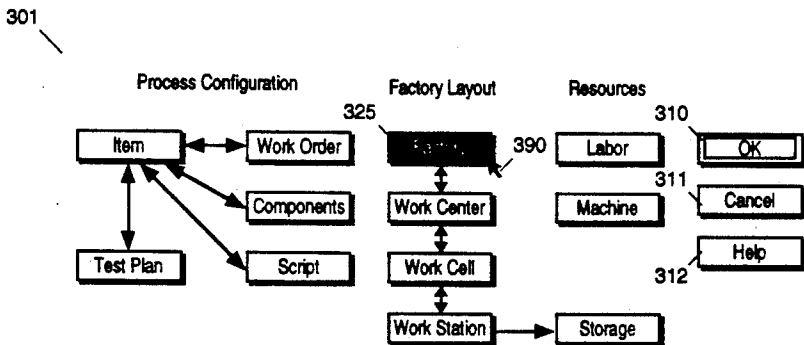 301
Process Configuration
Factory Layout
Resources
325
310
Item
Work Order
390
Labor
OK
311
Components
Work Center
Machine
Cancel
Test Plan
Script
Work Cell
312
Help
Work Station
Storage